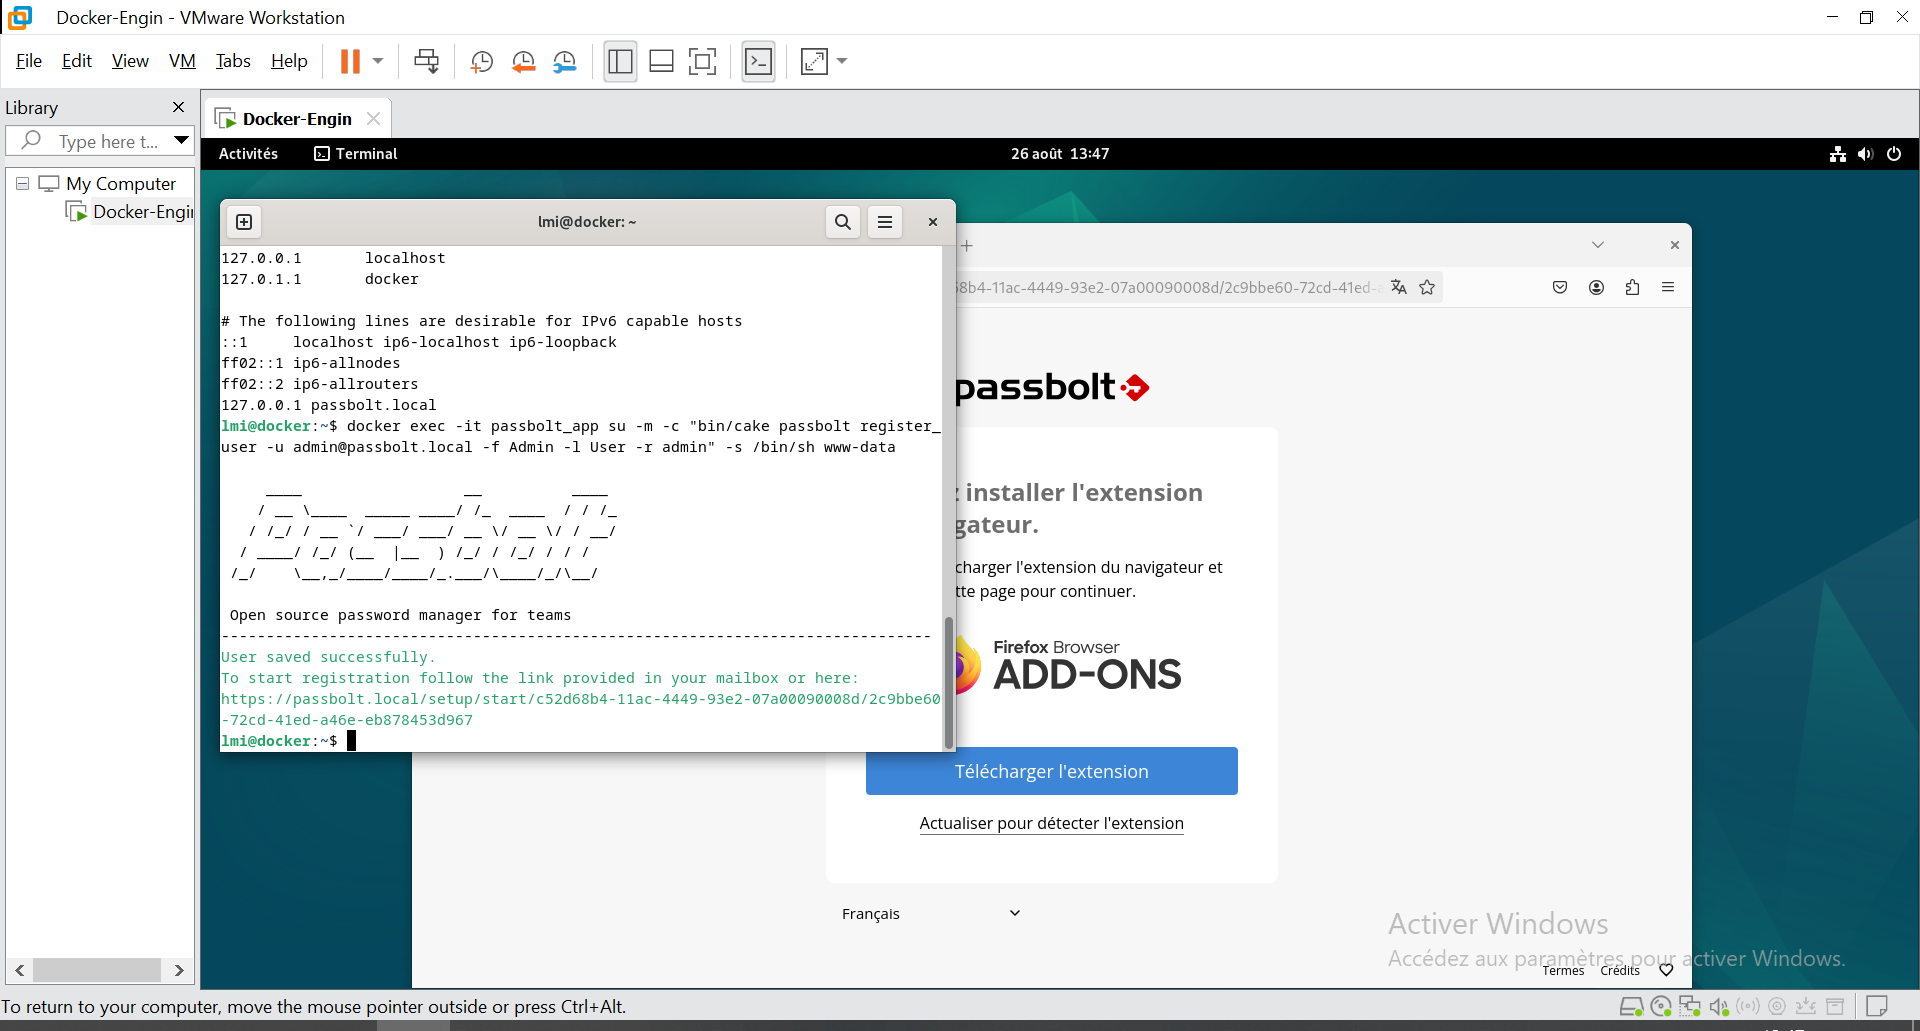 Docker-Engin - VMware Workstation
File Edit View VM Tabs Help
Library
Type here t...
My Computer
Docker-Engin
Docker-Engin
Activités
Terminal
26 août 13:47
lmi@docker: ~
127.0.0.1 localhost
127.0.1.1 docker
# The following lines are desirable for IPv6 capable hosts
::1 localhost ip6-localhost ip6-loopback
ff02::1 ip6-allnodes
ff02::2 ip6-allrouters
127.0.0.1 passbolt.local
lmi@docker:~$ docker exec -it passbolt_app su -m -c "bin/cake passbolt register_
user -u admin@passbolt.local -f Admin -l User -r admin" -s /bin/sh www-data
Open source password manager for teams
-------------------------------------------------------------------------------
User saved successfully.
To start registration follow the link provided in your mailbox or here:
https://passbolt.local/setup/start/c52d68b4-11ac-4449-93e2-07a00090008d/2c9bbe60
-72cd-41ed-a46e-eb878453d967
lmi@docker:~$
68b4-11ac-4449-93e2-07a00090008d/2c9bbe60-72cd-41ed-a
passbolt
z installer l'extension
gateur.
charger l'extension du navigateur et
tte page pour continuer.
Firefox Browser
ADD-ONS
Télécharger l'extension
Actualiser pour détecter l'extension
Français
Activer Windows
Accédez aux paramètres pour activer Windows.
Termes Crédits
To return to your computer, move the mouse pointer outside or press Ctrl+Alt.